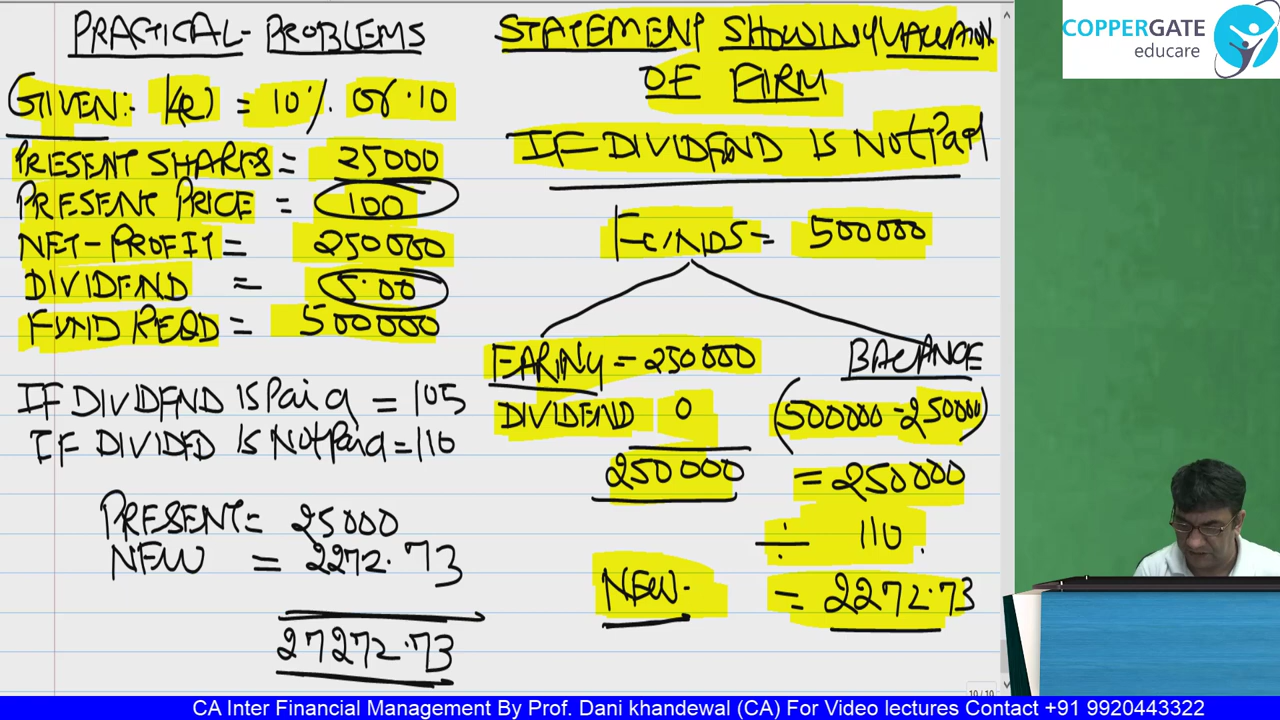 PRACTICAL PROBLEMS
GIVEN:- Ke = 10% Or .10
PRESENT SHARES = 25000
PRESENT PRICE = 100
NET-PROFIT = 250000
DIVIDEND = 5.00
FUND REQD = 500000
IF DIVIDEND IS Paid = 105
IF DIVIDED IS NotPaid = 110
PRESENT = 25000
NEW = 2272.73
27272.73
STATEMENT SHOWING VALUATION
OF FIRM
IF DIVIDEND IS NOT Paid
FUNDS = 500000
EARING = 250000
DIVIDEND 0
250000
BALANCE
(500000 - 250000)
= 250000
÷ 110
NEW. = 2272.73
COPPERGATE
educare
10 / 10
CA Inter Financial Management By Prof. Dani khandewal (CA) For Video lectures Contact +91 9920443322